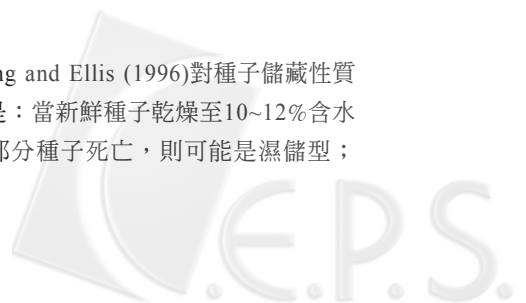 ng and Ellis (1996)對種子儲藏性質
是：當新鮮種子乾燥至10~12%含水
部分種子死亡，則可能是濕儲型；
C.E.P.S.